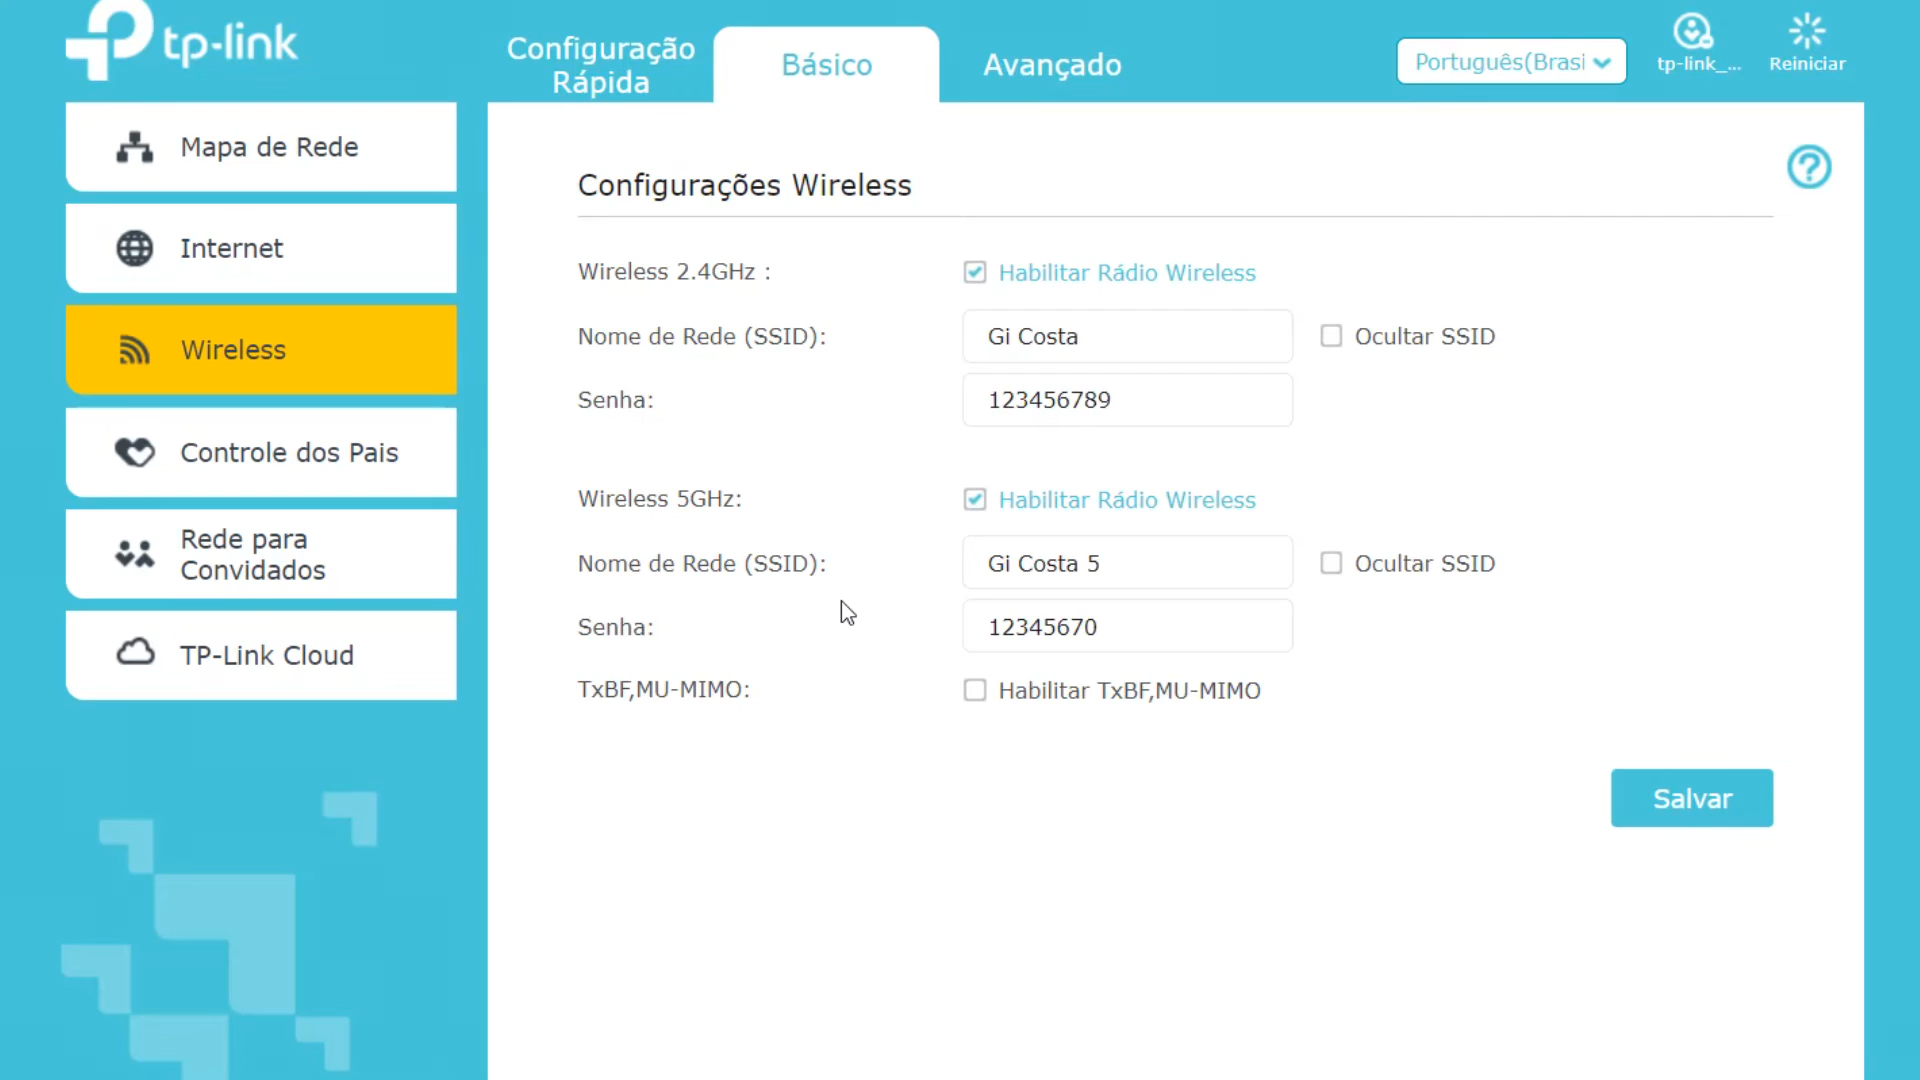 tp-link
Configuração
Rápida
Básico
Avançado
Português(Brasi
tp-link_...
Reiniciar
Mapa de Rede
Internet
Wireless
Controle dos Pais
Rede para
Convidados
TP-Link Cloud
Configurações Wireless
Wireless 2.4GHz :
Habilitar Rádio Wireless
Nome de Rede (SSID):
Gi Costa
Ocultar SSID
Senha:
123456789
Wireless 5GHz:
Habilitar Rádio Wireless
Nome de Rede (SSID):
Gi Costa 5
Ocultar SSID
Senha:
12345670
TxBF,MU-MIMO:
Habilitar TxBF,MU-MIMO
Salvar